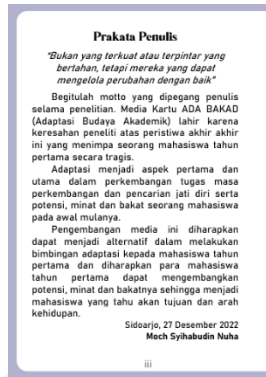 Prakata Penulis
"Bukan yang terkuat atau terpintar yang
bertahan, tetapi mereka yang dapat
mengelola perubahan dengan baik"
Begitulah motto yang dipegang penulis
selama penelitian. Media Kartu ADA BAKAD
(Adaptasi Budaya Akademik) lahir karena
keresahan peneliti atas peristiwa akhir akhir
ini yang menimpa seorang mahasiswa tahun
pertama secara tragis.
Adaptasi menjadi aspek pertama dan
utama dalam perkembangan tugas masa
perkembangan dan pencarian jati diri serta
potensi, minat dan bakat seorang mahasiswa
pada awal mulanya.
Pengembangan media ini diharapkan
dapat menjadi alternatif dalam melakukan
bimbingan adaptasi kepada mahasiswa tahun
pertama dan diharapkan para mahasiswa
tahun pertama dapat mengembangkan
potensi, minat dan bakatnya sehingga menjadi
mahasiswa yang tahu akan tujuan dan arah
kehidupan.
Sidoarjo, 27 Desember 2022
Moch Syihabudin Nuha
iii